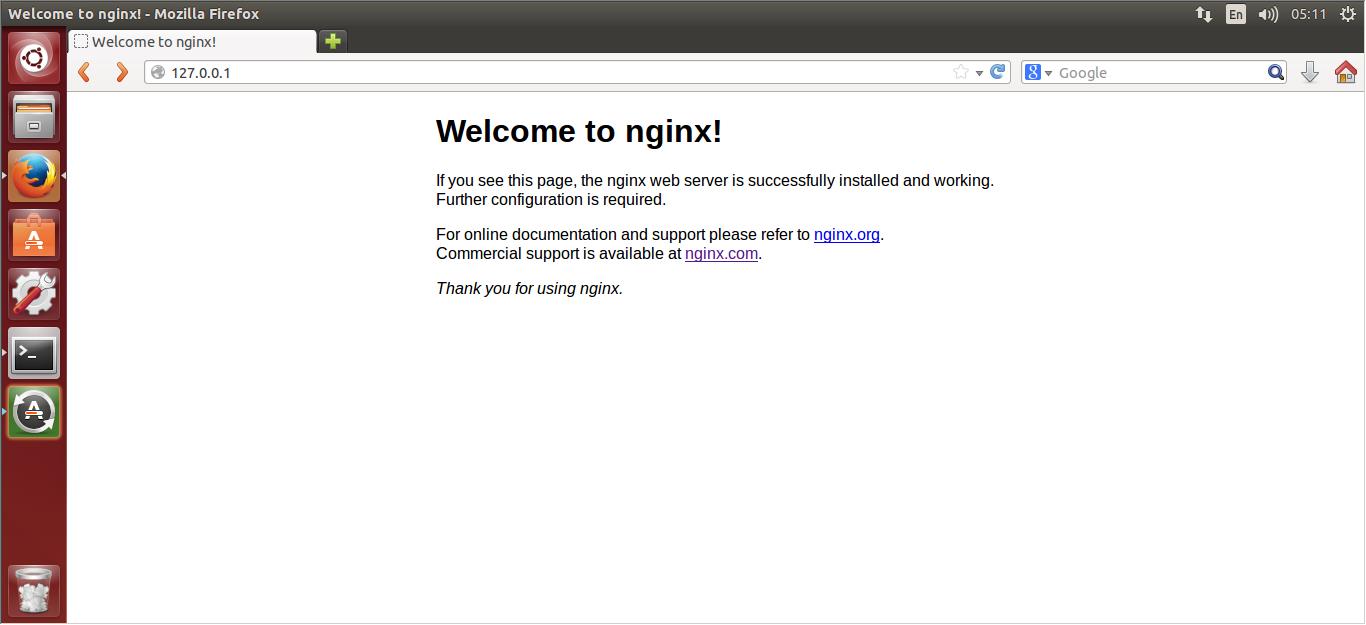 Welcome to nginx! - Mozilla Firefox
En
05:11
Welcome to nginx!
127.0.0.1
8
Google
Welcome to nginx!
If you see this page, the nginx web server is successfully installed and working.
Further configuration is required.
For online documentation and support please refer to nginx.org.
Commercial support is available at nginx.com.
Thank you for using nginx.
>_